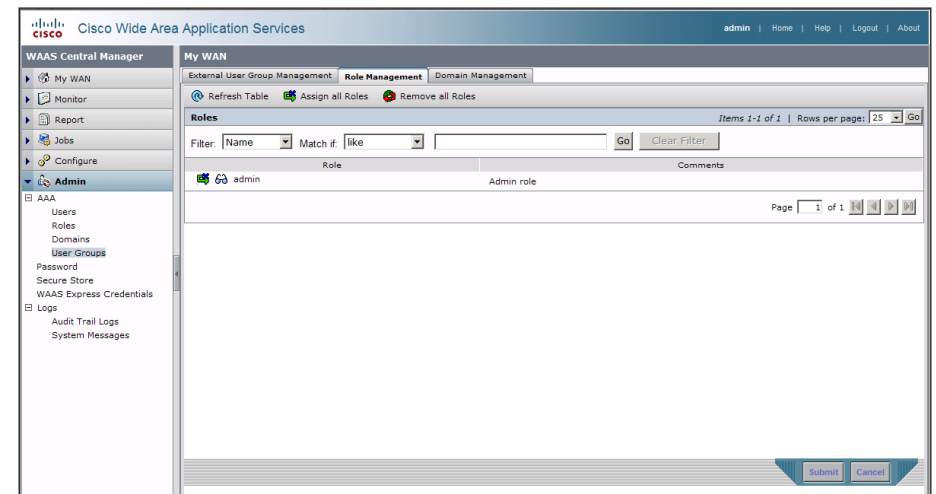 cisco Cisco Wide Area Application Services
admin | Home | Help | Logout | About
WAAS Central Manager
My WAN
Monitor
Report
Jobs
Configure
Admin
AAA
Users
Roles
Domains
User Groups
Password
Secure Store
WAAS Express Credentials
Logs
Audit Trail Logs
System Messages
My WAN
External User Group Management Role Management Domain Management
Refresh Table Assign all Roles Remove all Roles
Roles Items 1-1 of 1 | Rows per page: 25 Go
Filter: Name Match if: like Go Clear Filter
Role Comments
admin Admin role
Page 1 of 1
Submit Cancel